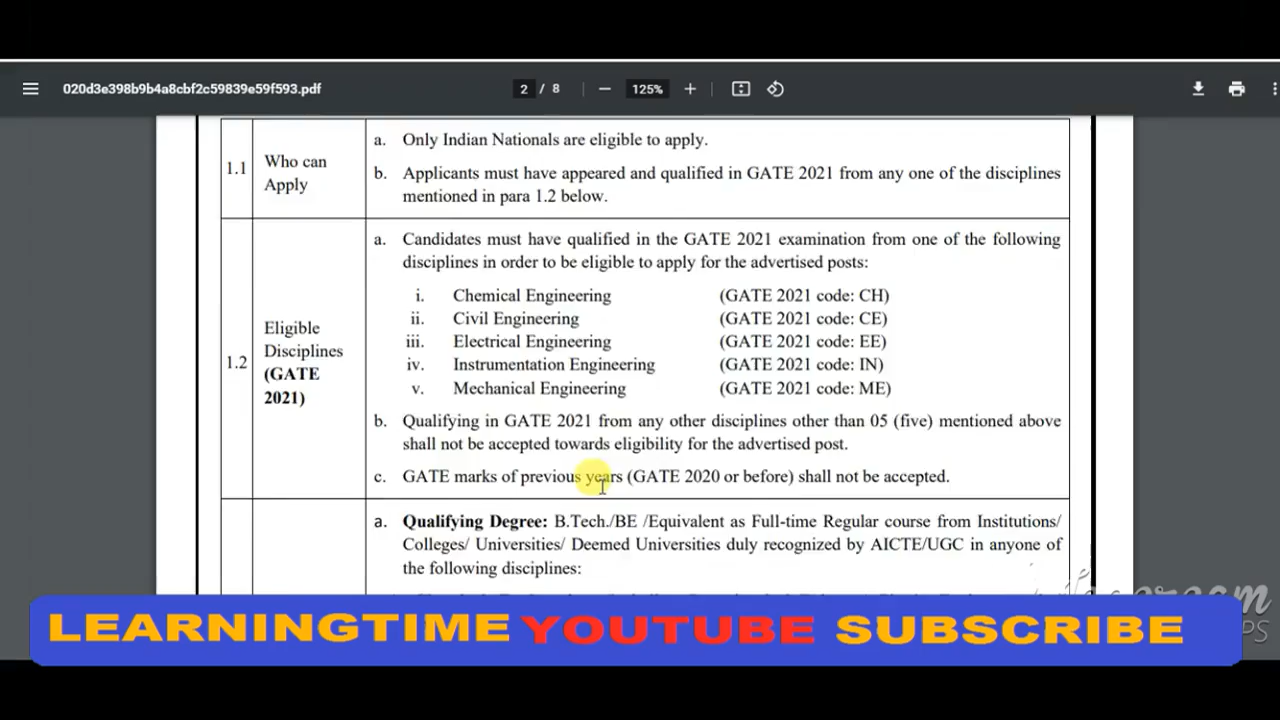 020d3e398b9b4a8cbf2c59839e59f593.pdf
2 / 8
125%
1.1
Who can
Apply
a. Only Indian Nationals are eligible to apply.
b. Applicants must have appeared and qualified in GATE 2021 from any one of the disciplines
mentioned in para 1.2 below.
1.2
Eligible
Disciplines
(GATE
2021)
a. Candidates must have qualified in the GATE 2021 examination from one of the following
disciplines in order to be eligible to apply for the advertised posts:
i. Chemical Engineering (GATE 2021 code: CH)
ii. Civil Engineering (GATE 2021 code: CE)
iii. Electrical Engineering (GATE 2021 code: EE)
iv. Instrumentation Engineering (GATE 2021 code: IN)
v. Mechanical Engineering (GATE 2021 code: ME)
b. Qualifying in GATE 2021 from any other disciplines other than 05 (five) mentioned above
shall not be accepted towards eligibility for the advertised post.
c. GATE marks of previous years (GATE 2020 or before) shall not be accepted.
a. Qualifying Degree: B.Tech./BE /Equivalent as Full-time Regular course from Institutions/
Colleges/ Universities/ Deemed Universities duly recognized by AICTE/UGC in anyone of
the following disciplines:
LEARNINGTIME YOUTUBE SUBSCRIBE